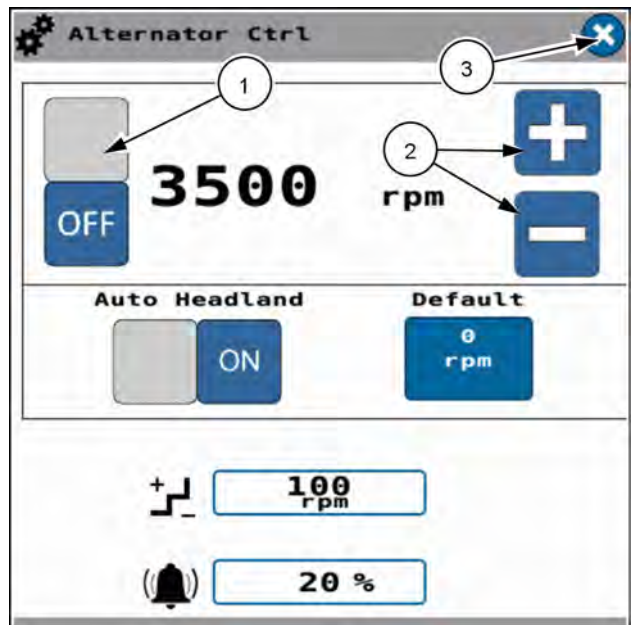 Alternator Ctrl
1
3
2
3500 rpm
OFF
Auto Headland
Default
ON
0
rpm
100
rpm
20 %